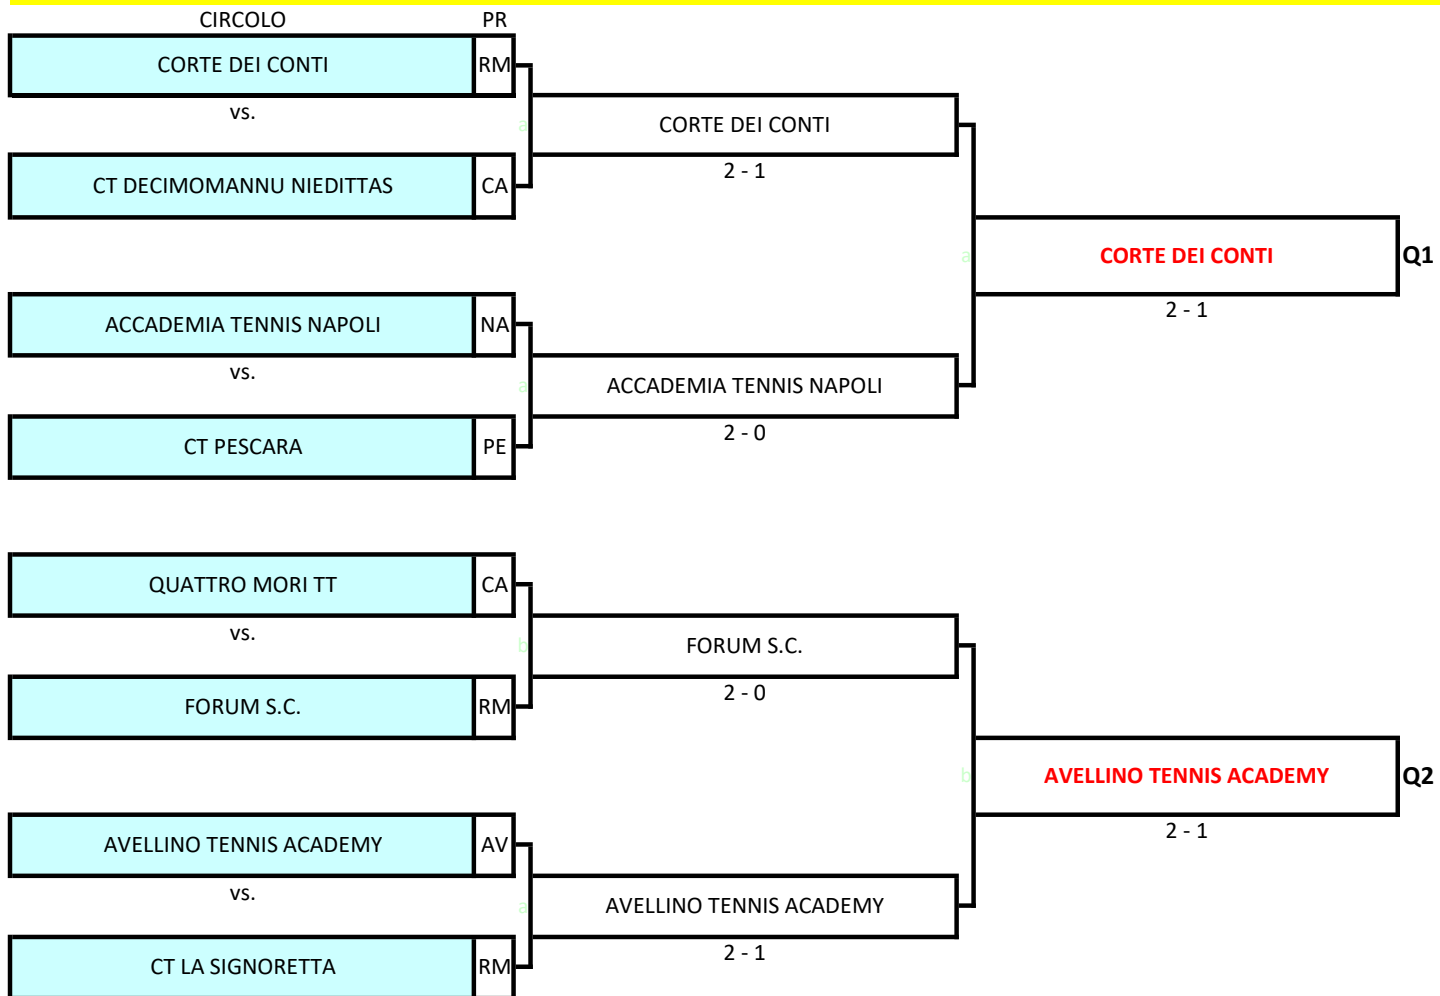 CIRCOLO PR
CORTE DEI CONTI RM
vs.
a CORTE DEI CONTI
2 - 1
CT DECIMOMANNU NIEDITTAS CA
a CORTE DEI CONTI Q1
2 - 1
ACCADEMIA TENNIS NAPOLI NA
vs.
a ACCADEMIA TENNIS NAPOLI
2 - 0
CT PESCARA PE
QUATTRO MORI TT CA
vs.
b FORUM S.C.
2 - 0
FORUM S.C. RM
b AVELLINO TENNIS ACADEMY Q2
2 - 1
AVELLINO TENNIS ACADEMY AV
vs.
a AVELLINO TENNIS ACADEMY
2 - 1
CT LA SIGNORETTA RM